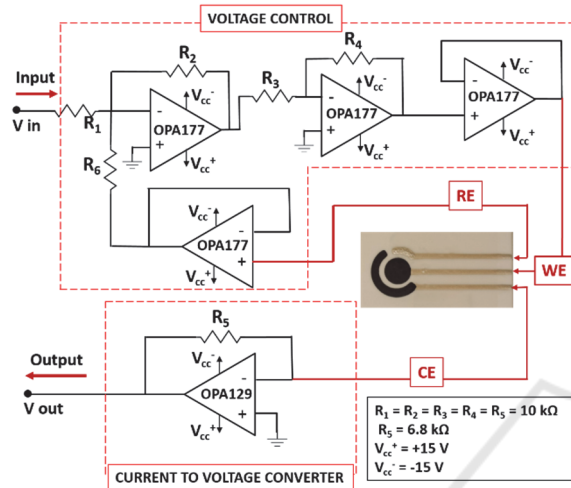 VOLTAGE CONTROL
Input
V in
R1
R2
Vcc-
OPA177
Vcc+
R3
R4
Vcc-
OPA177
Vcc+
Vcc-
OPA177
Vcc+
R6
Vcc-
OPA177
Vcc+
RE
WE
CE
Output
V out
R5
Vcc-
OPA129
Vcc+
CURRENT TO VOLTAGE CONVERTER
R1 = R2 = R3 = R4 = R5 = 10 kΩ
R5 = 6.8 kΩ
Vcc+ = +15 V
Vcc- = -15 V